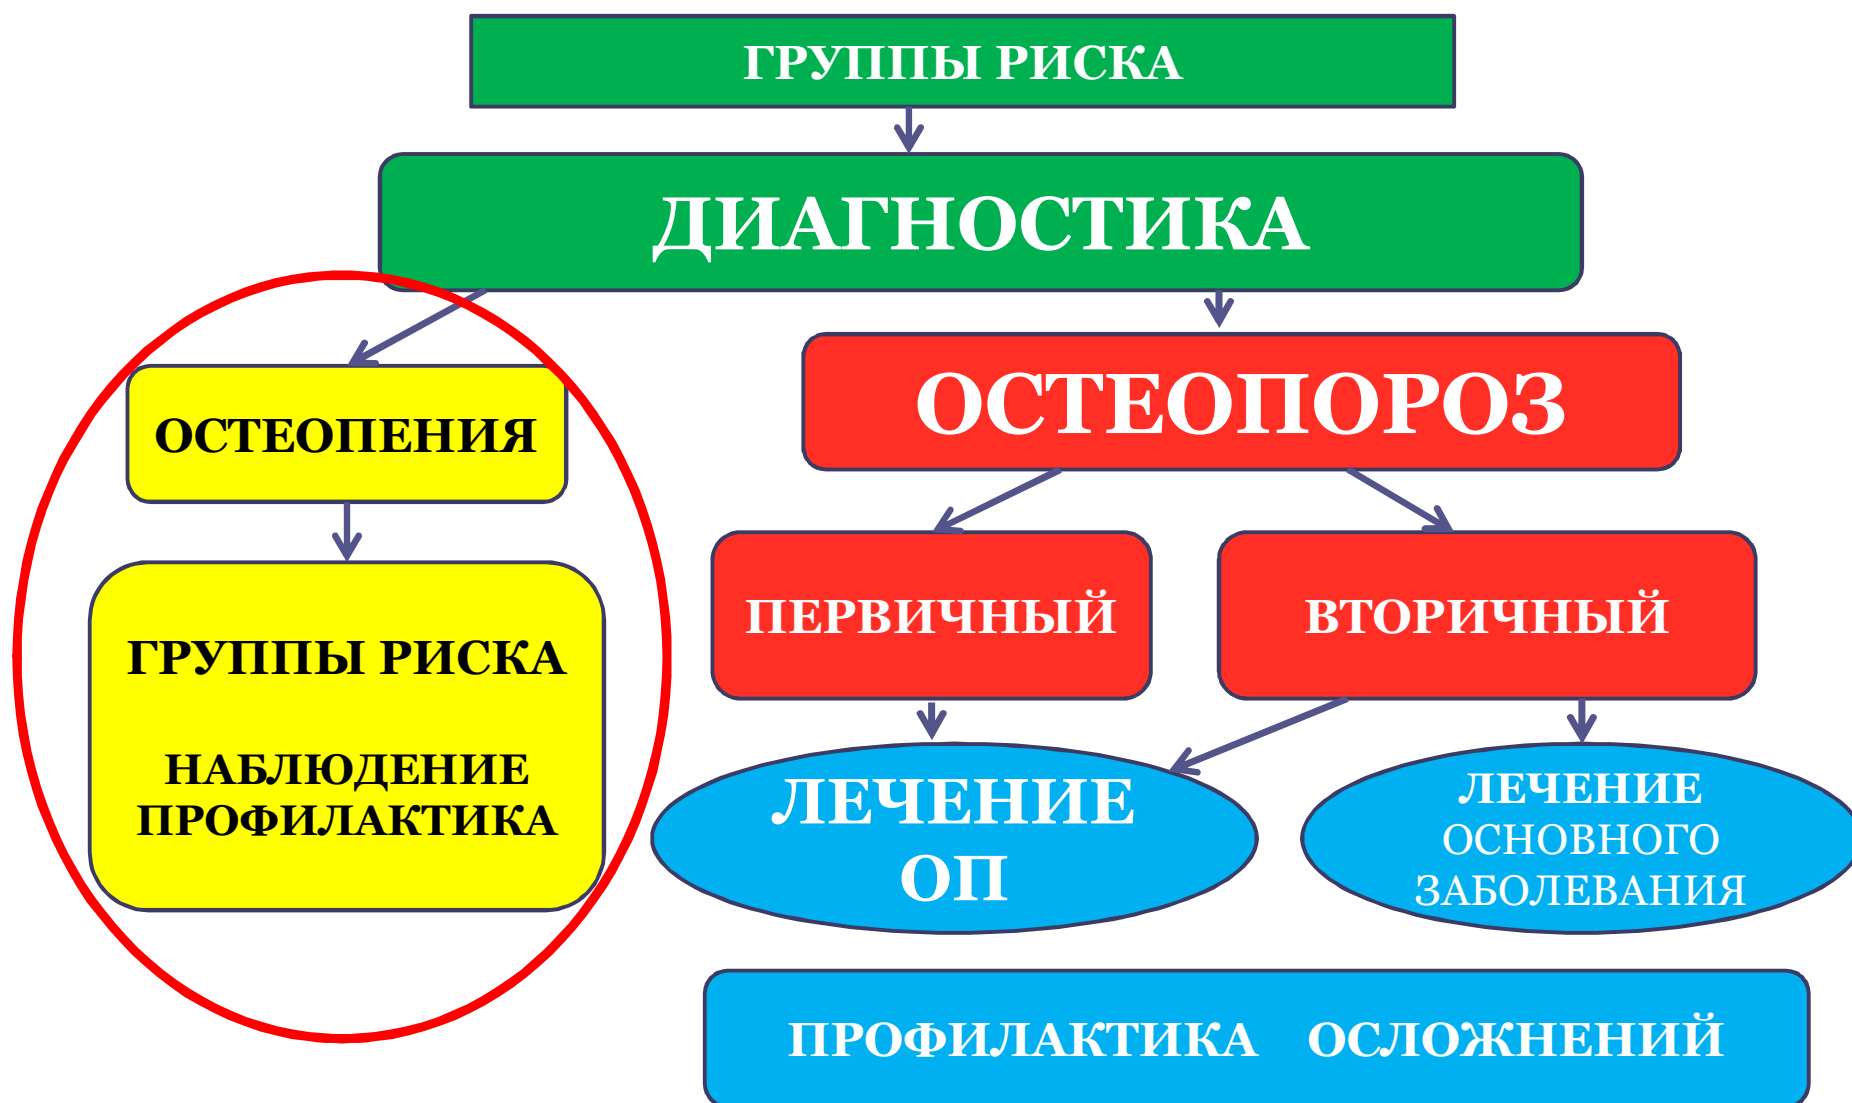 ГРУППЫ РИСКА
ДИАГНОСТИКА
ОСТЕОПЕНИЯ
ГРУППЫ РИСКА
НАБЛЮДЕНИЕ
ПРОФИЛАКТИКА
ОСТЕОПОРОЗ
ПЕРВИЧНЫЙ
ВТОРИЧНЫЙ
ЛЕЧЕНИЕ
ОП
ЛЕЧЕНИЕ
ОСНОВНОГО
ЗАБОЛЕВАНИЯ
ПРОФИЛАКТИКА ОСЛОЖНЕНИЙ